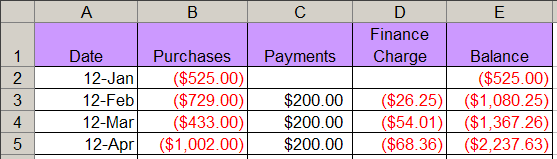 A B C D E
1 Date Purchases Payments Finance Charge Balance
2 12-Jan ($525.00) ($525.00)
3 12-Feb ($729.00) $200.00 ($26.25) ($1,080.25)
4 12-Mar ($433.00) $200.00 ($54.01) ($1,367.26)
5 12-Apr ($1,002.00) $200.00 ($68.36) ($2,237.63)